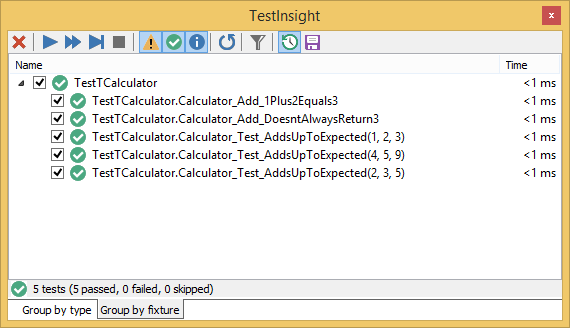 TestInsight
Name Time
TestTCalculator <1 ms
TestTCalculator.Calculator_Add_1Plus2Equals3 <1 ms
TestTCalculator.Calculator_Add_DoesntAlwaysReturn3 <1 ms
TestTCalculator.Calculator_Test_AddsUpToExpected(1, 2, 3) <1 ms
TestTCalculator.Calculator_Test_AddsUpToExpected(4, 5, 9) <1 ms
TestTCalculator.Calculator_Test_AddsUpToExpected(2, 3, 5) <1 ms
5 tests (5 passed, 0 failed, 0 skipped)
Group by type Group by fixture